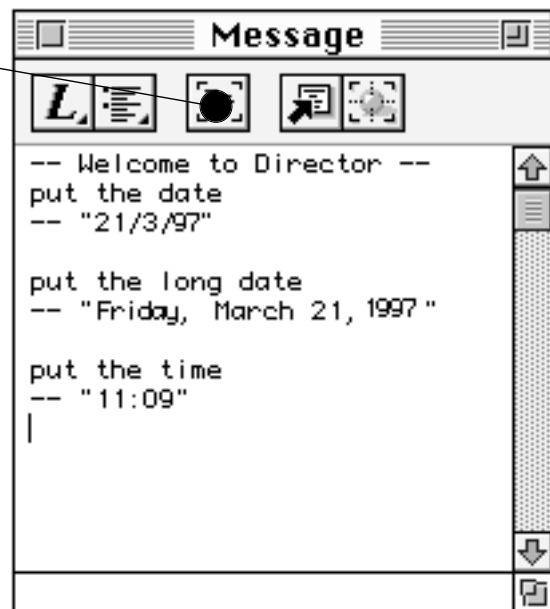 Message
L
-- Welcome to Director --
put the date
-- "21/3/97"
put the long date
-- "Friday, March 21, 1997"
put the time
-- "11:09"